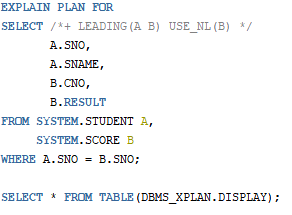 EXPLAIN PLAN FOR
SELECT /*+ LEADING(A B) USE_NL(B) */
A.SNO,
A.SNAME,
B.CNO,
B.RESULT
FROM SYSTEM.STUDENT A,
SYSTEM.SCORE B
WHERE A.SNO = B.SNO;
SELECT * FROM TABLE(DBMS_XPLAN.DISPLAY);